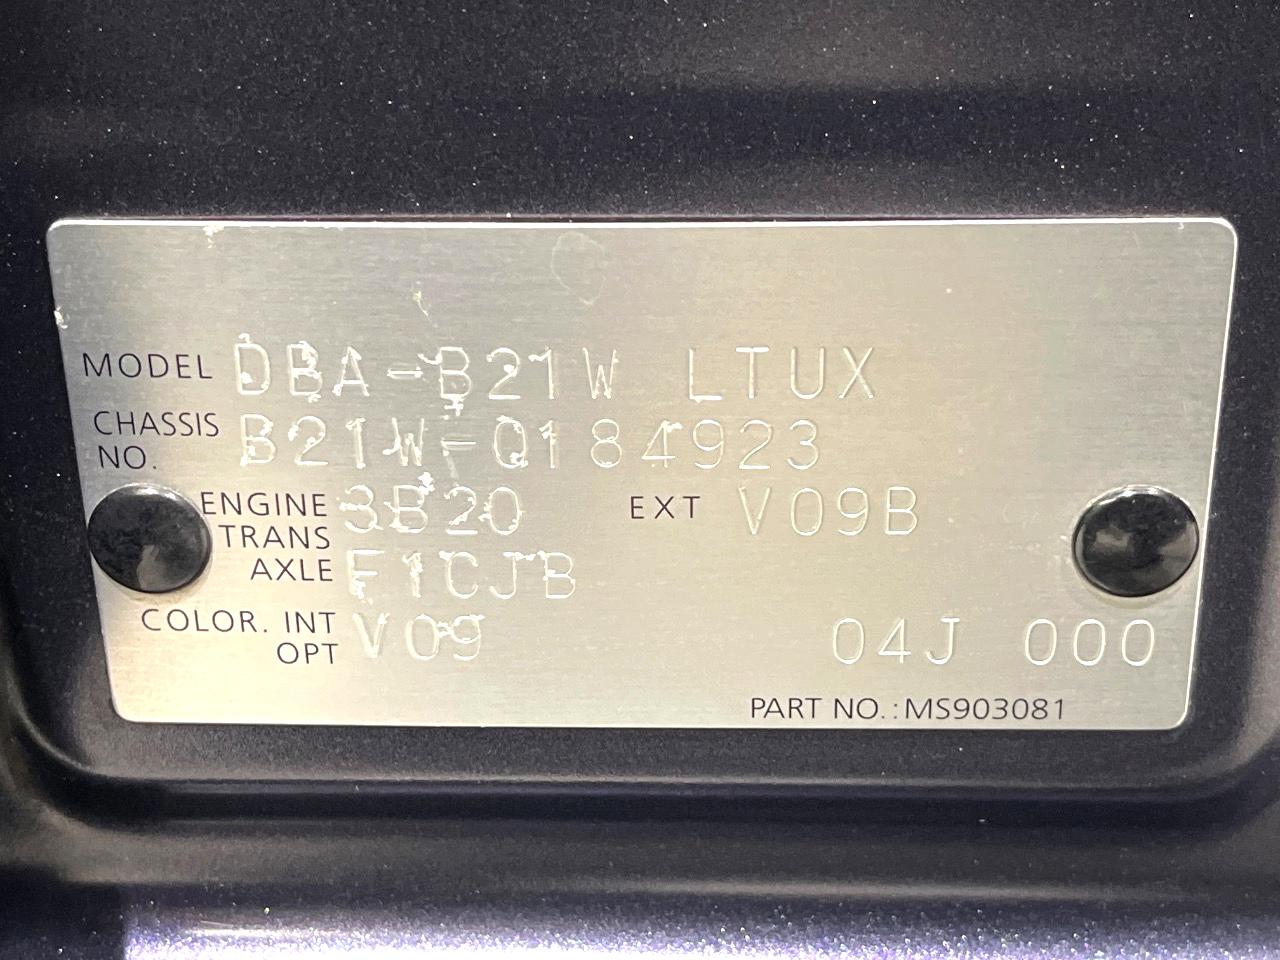 MODEL DBA-B21W LTUX
CHASSIS NO. B21W-0184923
ENGINE 3B20 EXT V09B
TRANS AXLE F1CJB
COLOR. INT OPT V09 04J 000
PART NO.:MS903081